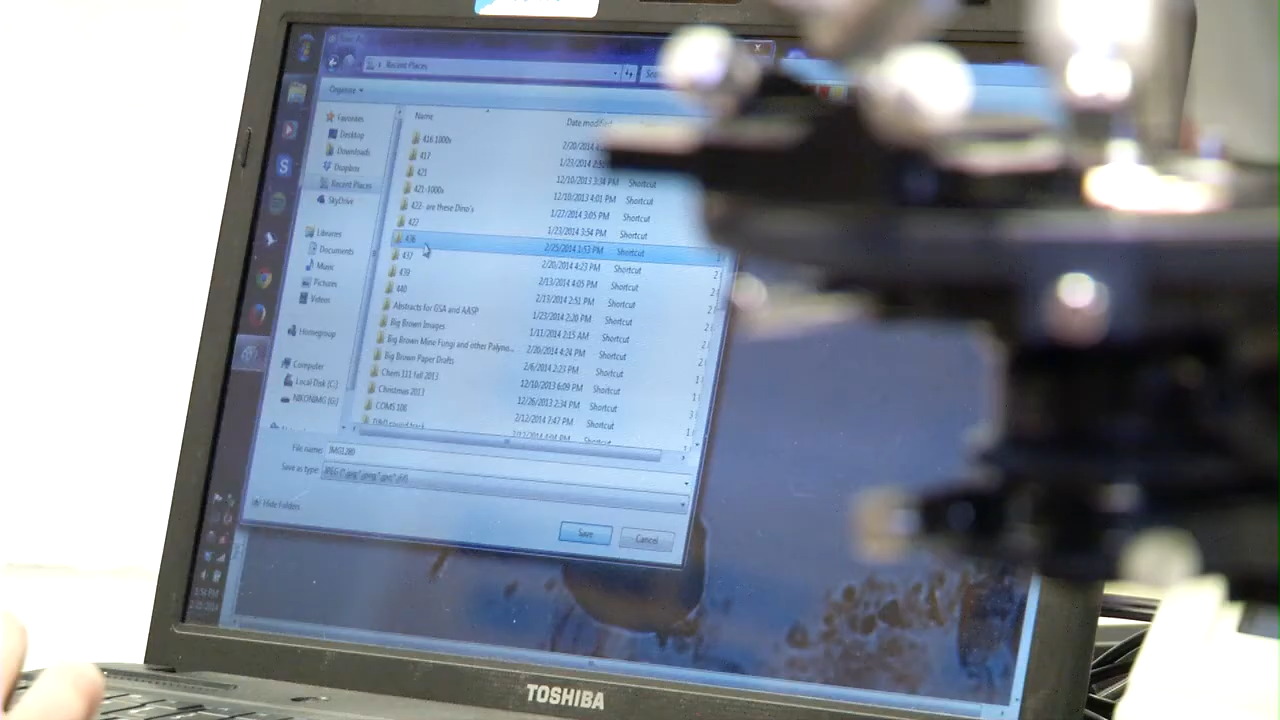 Recent Places
Organize
Name
Date modified
Favorites
Desktop
Downloads
Dropbox
Recent Places
SkyDrive
Libraries
Documents
Music
Pictures
Videos
Homegroup
Computer
Local Disk (C:)
NIKONIMG (G:)
416 1000x
417
1/23/2014
421
12/10/2013 3:34 PM Shortcut
421-1000x
12/10/2013 4:01 PM Shortcut
422- are these Dino's
1/27/2014 3:05 PM Shortcut
422
1/23/2014 3:54 PM Shortcut
436
2/25/2014 1:53 PM Shortcut
437
2/20/2014 4:23 PM Shortcut
439
2/13/2014 4:05 PM Shortcut
440
2/13/2014 2:51 PM Shortcut
Abstracts for GSA and AASP
1/23/2014 2:20 PM Shortcut
Big Brown Images
1/11/2014 2:15 AM Shortcut
Big Brown Mino Fungi and other Palyno...
2/20/2014 4:24 PM Shortcut
Big Brown Paper Drafts
2/6/2014 2:23 PM Shortcut
Chem 111 fall 2013
12/10/2013 6:09 PM Shortcut
Christmas 2013
12/26/2013 2:34 PM Shortcut
COMS 106
2/12/2014 7:47 PM Shortcut
File name: IMG1280
Save as type:
Hide Folders
Save
Cancel
TOSHIBA